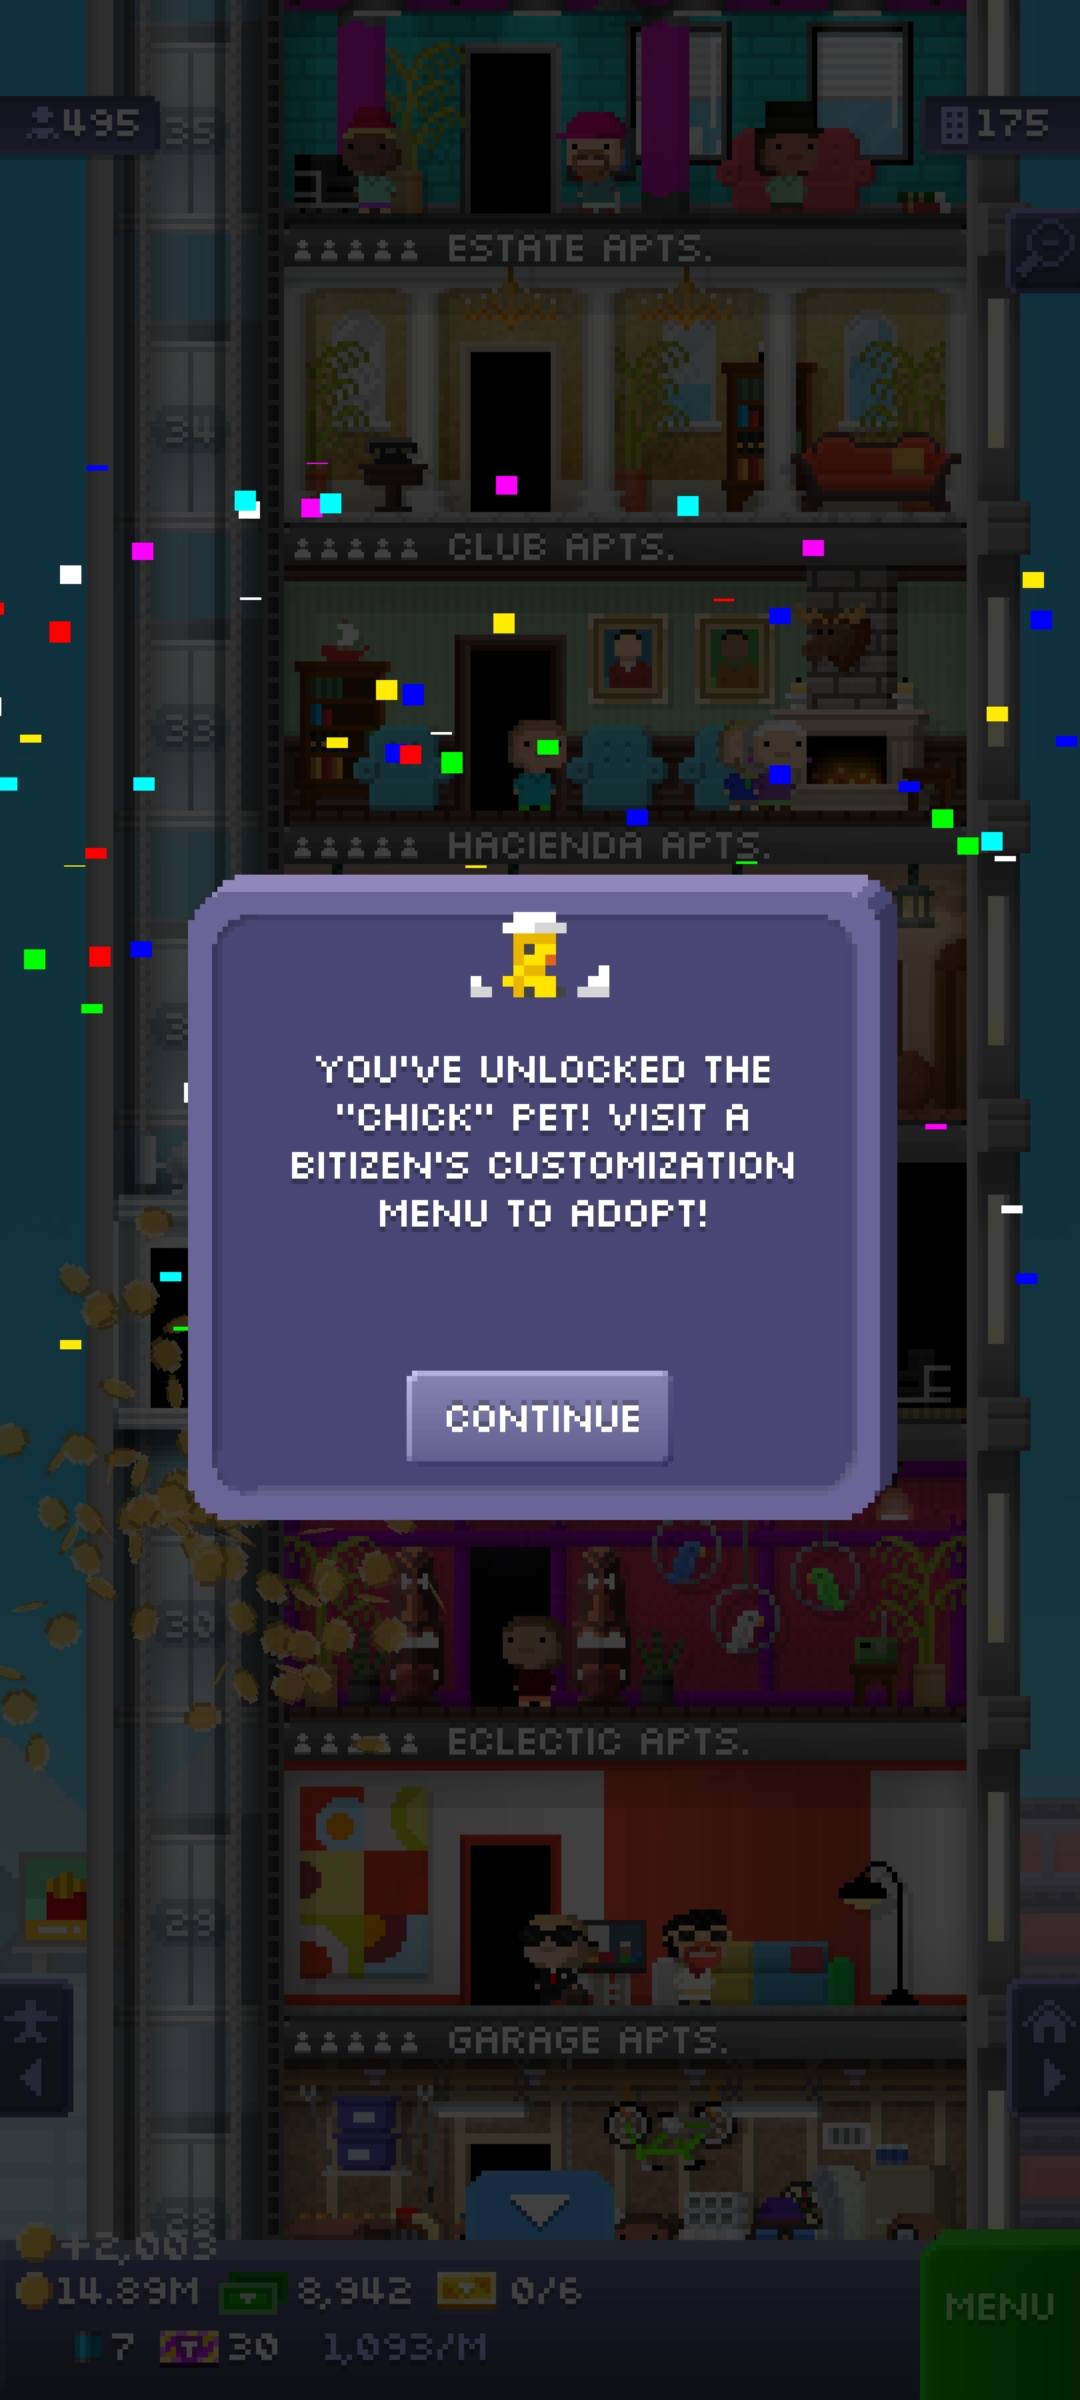 495
35
175
ESTATE APTS.
34
CLUB APTS.
33
HACIENDA APTS.
YOU'VE UNLOCKED THE
"CHICK" PET! VISIT A
BITIZEN'S CUSTOMIZATION
MENU TO ADOPT!
CONTINUE
30
ECLECTIC APTS.
29
GARAGE APTS.
28
+2,003
14.89M 8,942 0/6
7 30 1,093/M
MENU